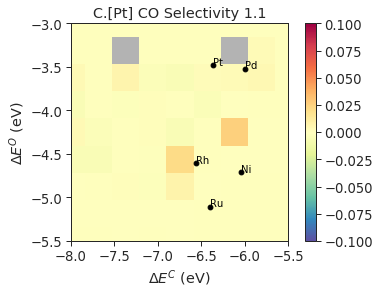 C.[Pt] CO Selectivity 1.1
−3.0
−3.5
−4.0
−4.5
−5.0
−5.5
ΔE^O (eV)
Pt
Pd
Rh
Ni
Ru
−8.0 −7.5 −7.0 −6.5 −6.0 −5.5
ΔE^C (eV)
0.100
0.075
0.050
0.025
0.000
−0.025
−0.050
−0.075
−0.100